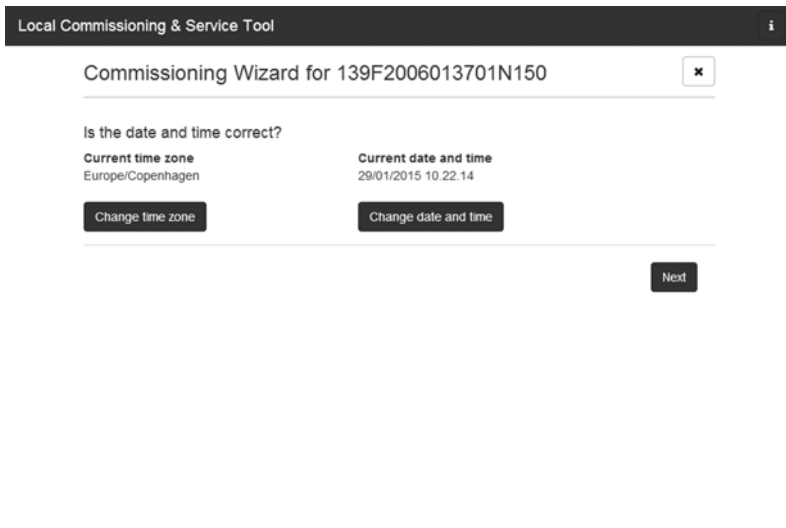 Local Commissioning & Service Tool
i
Commissioning Wizard for 139F2006013701N150
Is the date and time correct?
Current time zone
Current date and time
Europe/Copenhagen
29/01/2015 10.22.14
Change time zone
Change date and time
Next